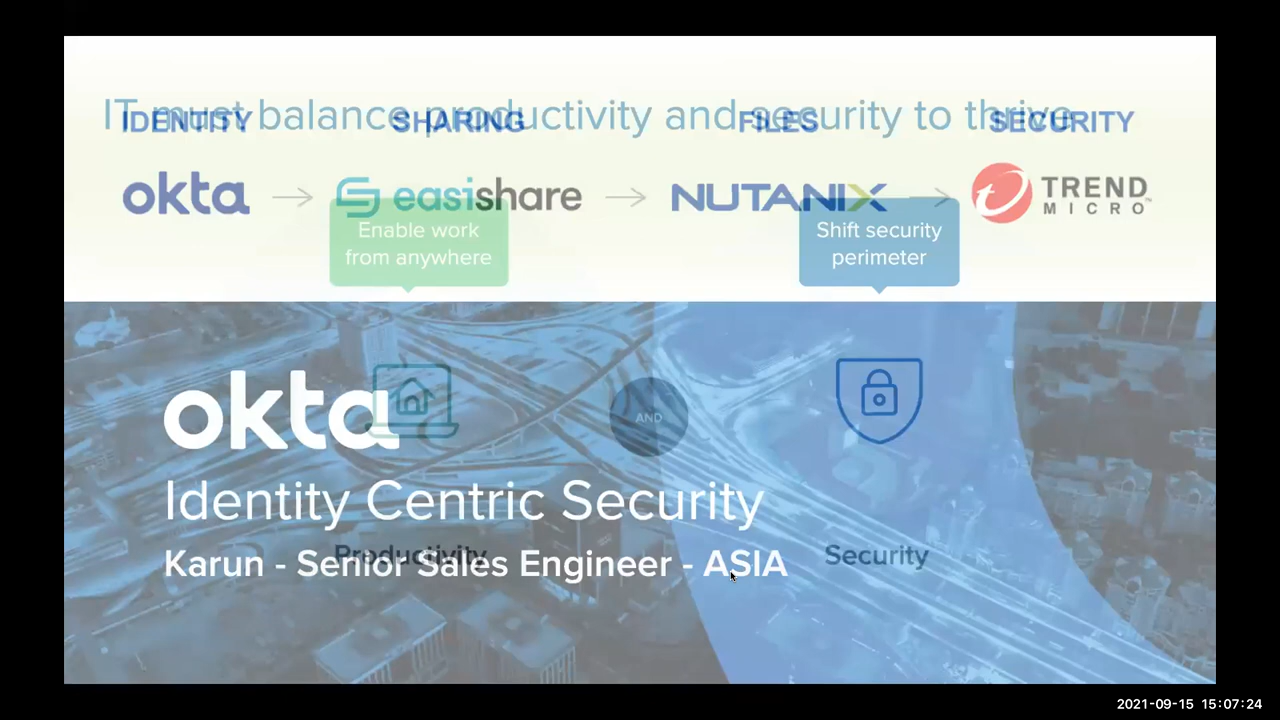 IT must balance productivity and security to thrive
IDENTITY SHARING FILES SECURITY
okta easishare NUTANIX TREND MICRO™
Enable work
from anywhere
Shift security
perimeter
okta
AND
Identity Centric Security
Productivity
Security
Karun - Senior Sales Engineer - ASIA
2021-09-15 15:07:24